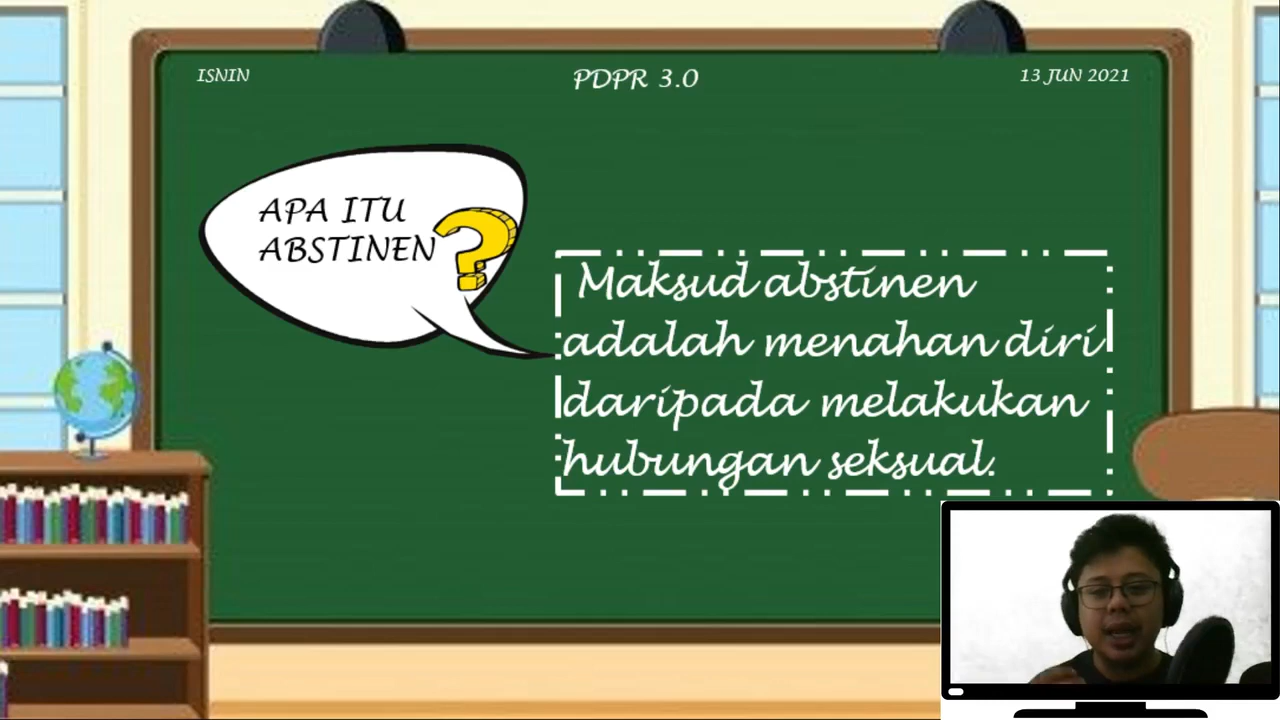 ISNIN
PDPR 3.0
13 JUN 2021
APA ITU
ABSTINEN?
Maksud abstinen
adalah menahan diri
daripada melakukan
hubungan seksual.